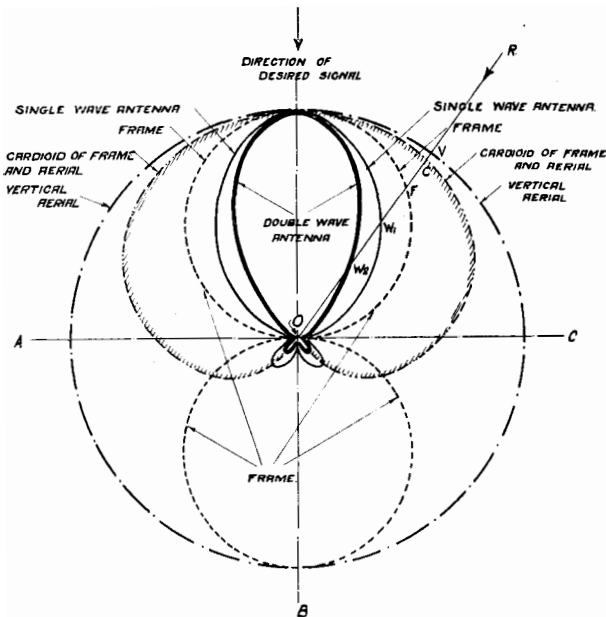 DIRECTION OF
DESIRED SIGNAL
R
SINGLE WAVE ANTENNA
FRAME
CARDIOID OF FRAME
AND AERIAL
VERTICAL
AERIAL
SINGLE WAVE ANTENNA.
FRAME
V
CARDIOID OF FRAME
AND AERIAL
VERTICAL
AERIAL
C
F
DOUBLE WAVE
ANTENNA
W1
W2
O
A
C
FRAME.
B